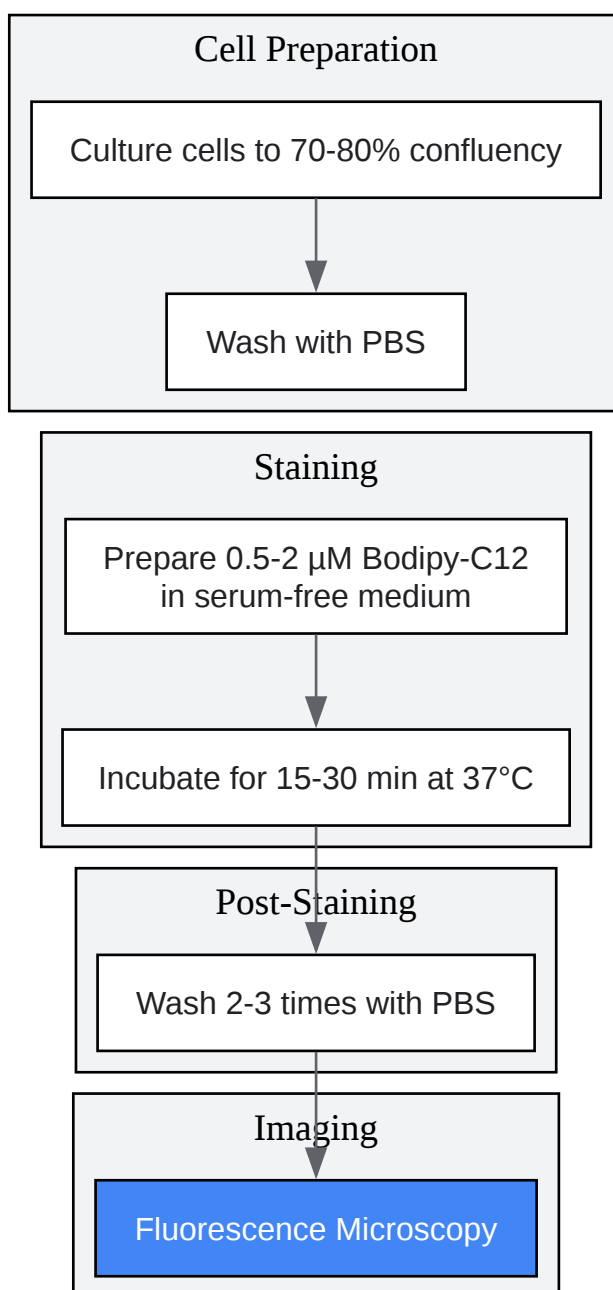 Cell Preparation
Culture cells to 70-80% confluency
Wash with PBS
Staining
Prepare 0.5-2 µM Bodipy-C12
in serum-free medium
Incubate for 15-30 min at 37°C
Post-Staining
Wash 2-3 times with PBS
Imaging
Fluorescence Microscopy